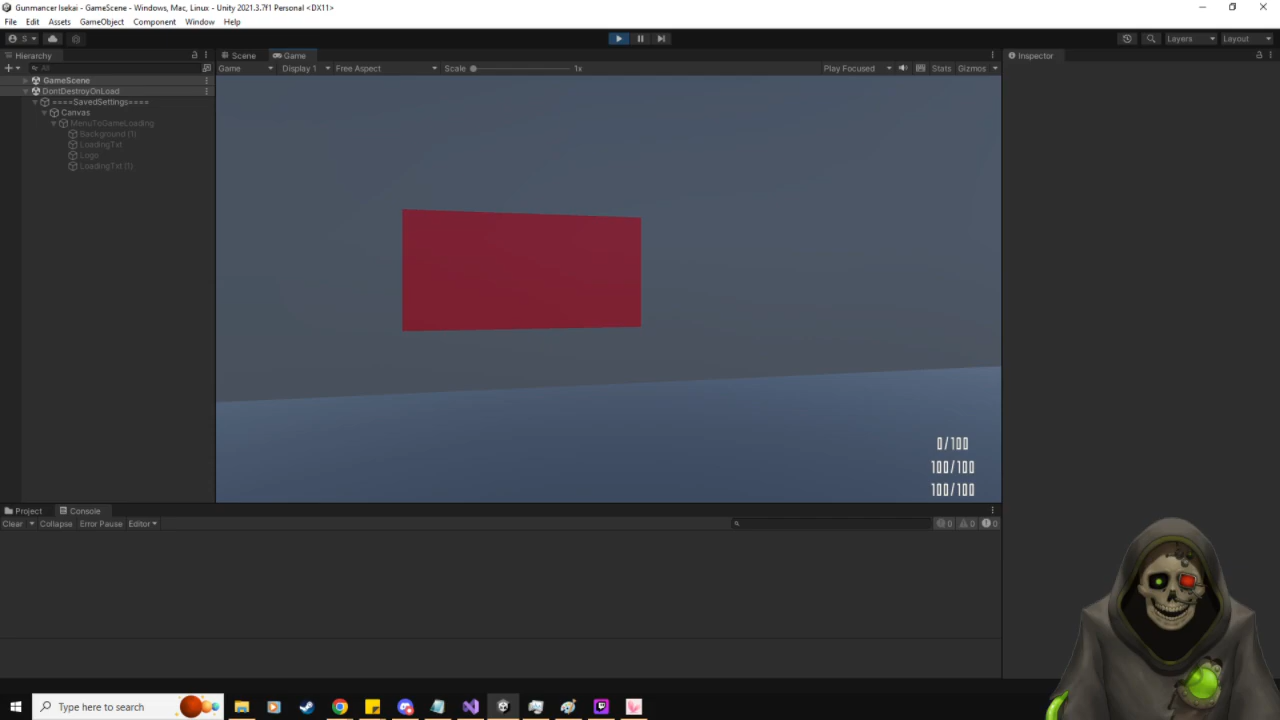 Gunmancer Isekai - GameScene - Windows, Mac, Linux - Unity 2021.3.7f1 Personal <DX11>
File Edit Assets GameObject Component Window Help
S
Layers Layout
Hierarchy
Scene Game
Inspector
All
Game Display 1 Free Aspect Scale 1x Play Focused Stats Gizmos
GameScene
DontDestroyOnLoad
====SavedSettings====
Canvas
MenuToGameLoading
Background (1)
LoadingTxt
Logo
LoadingTxt (1)
0/100
100/100
100/100
Project Console
Clear Collapse Error Pause Editor 0 0 0
Type here to search